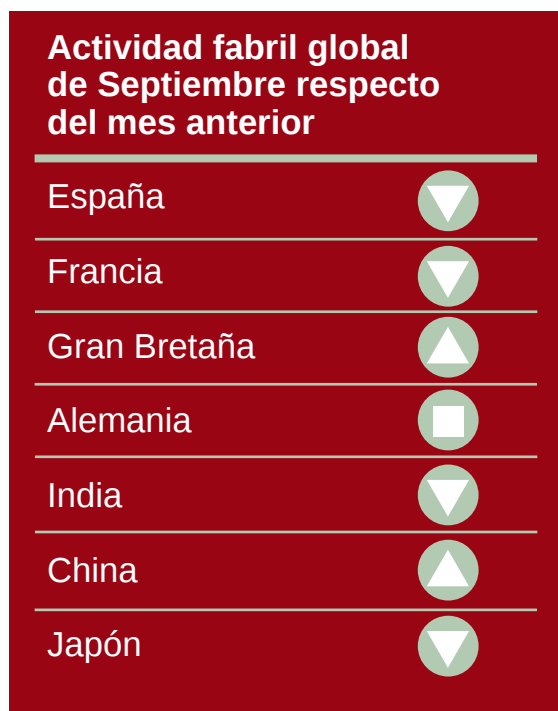 Actividad fabril global
de Septiembre respecto
del mes anterior
España
Francia
Gran Bretaña
Alemania
India
China
Japón